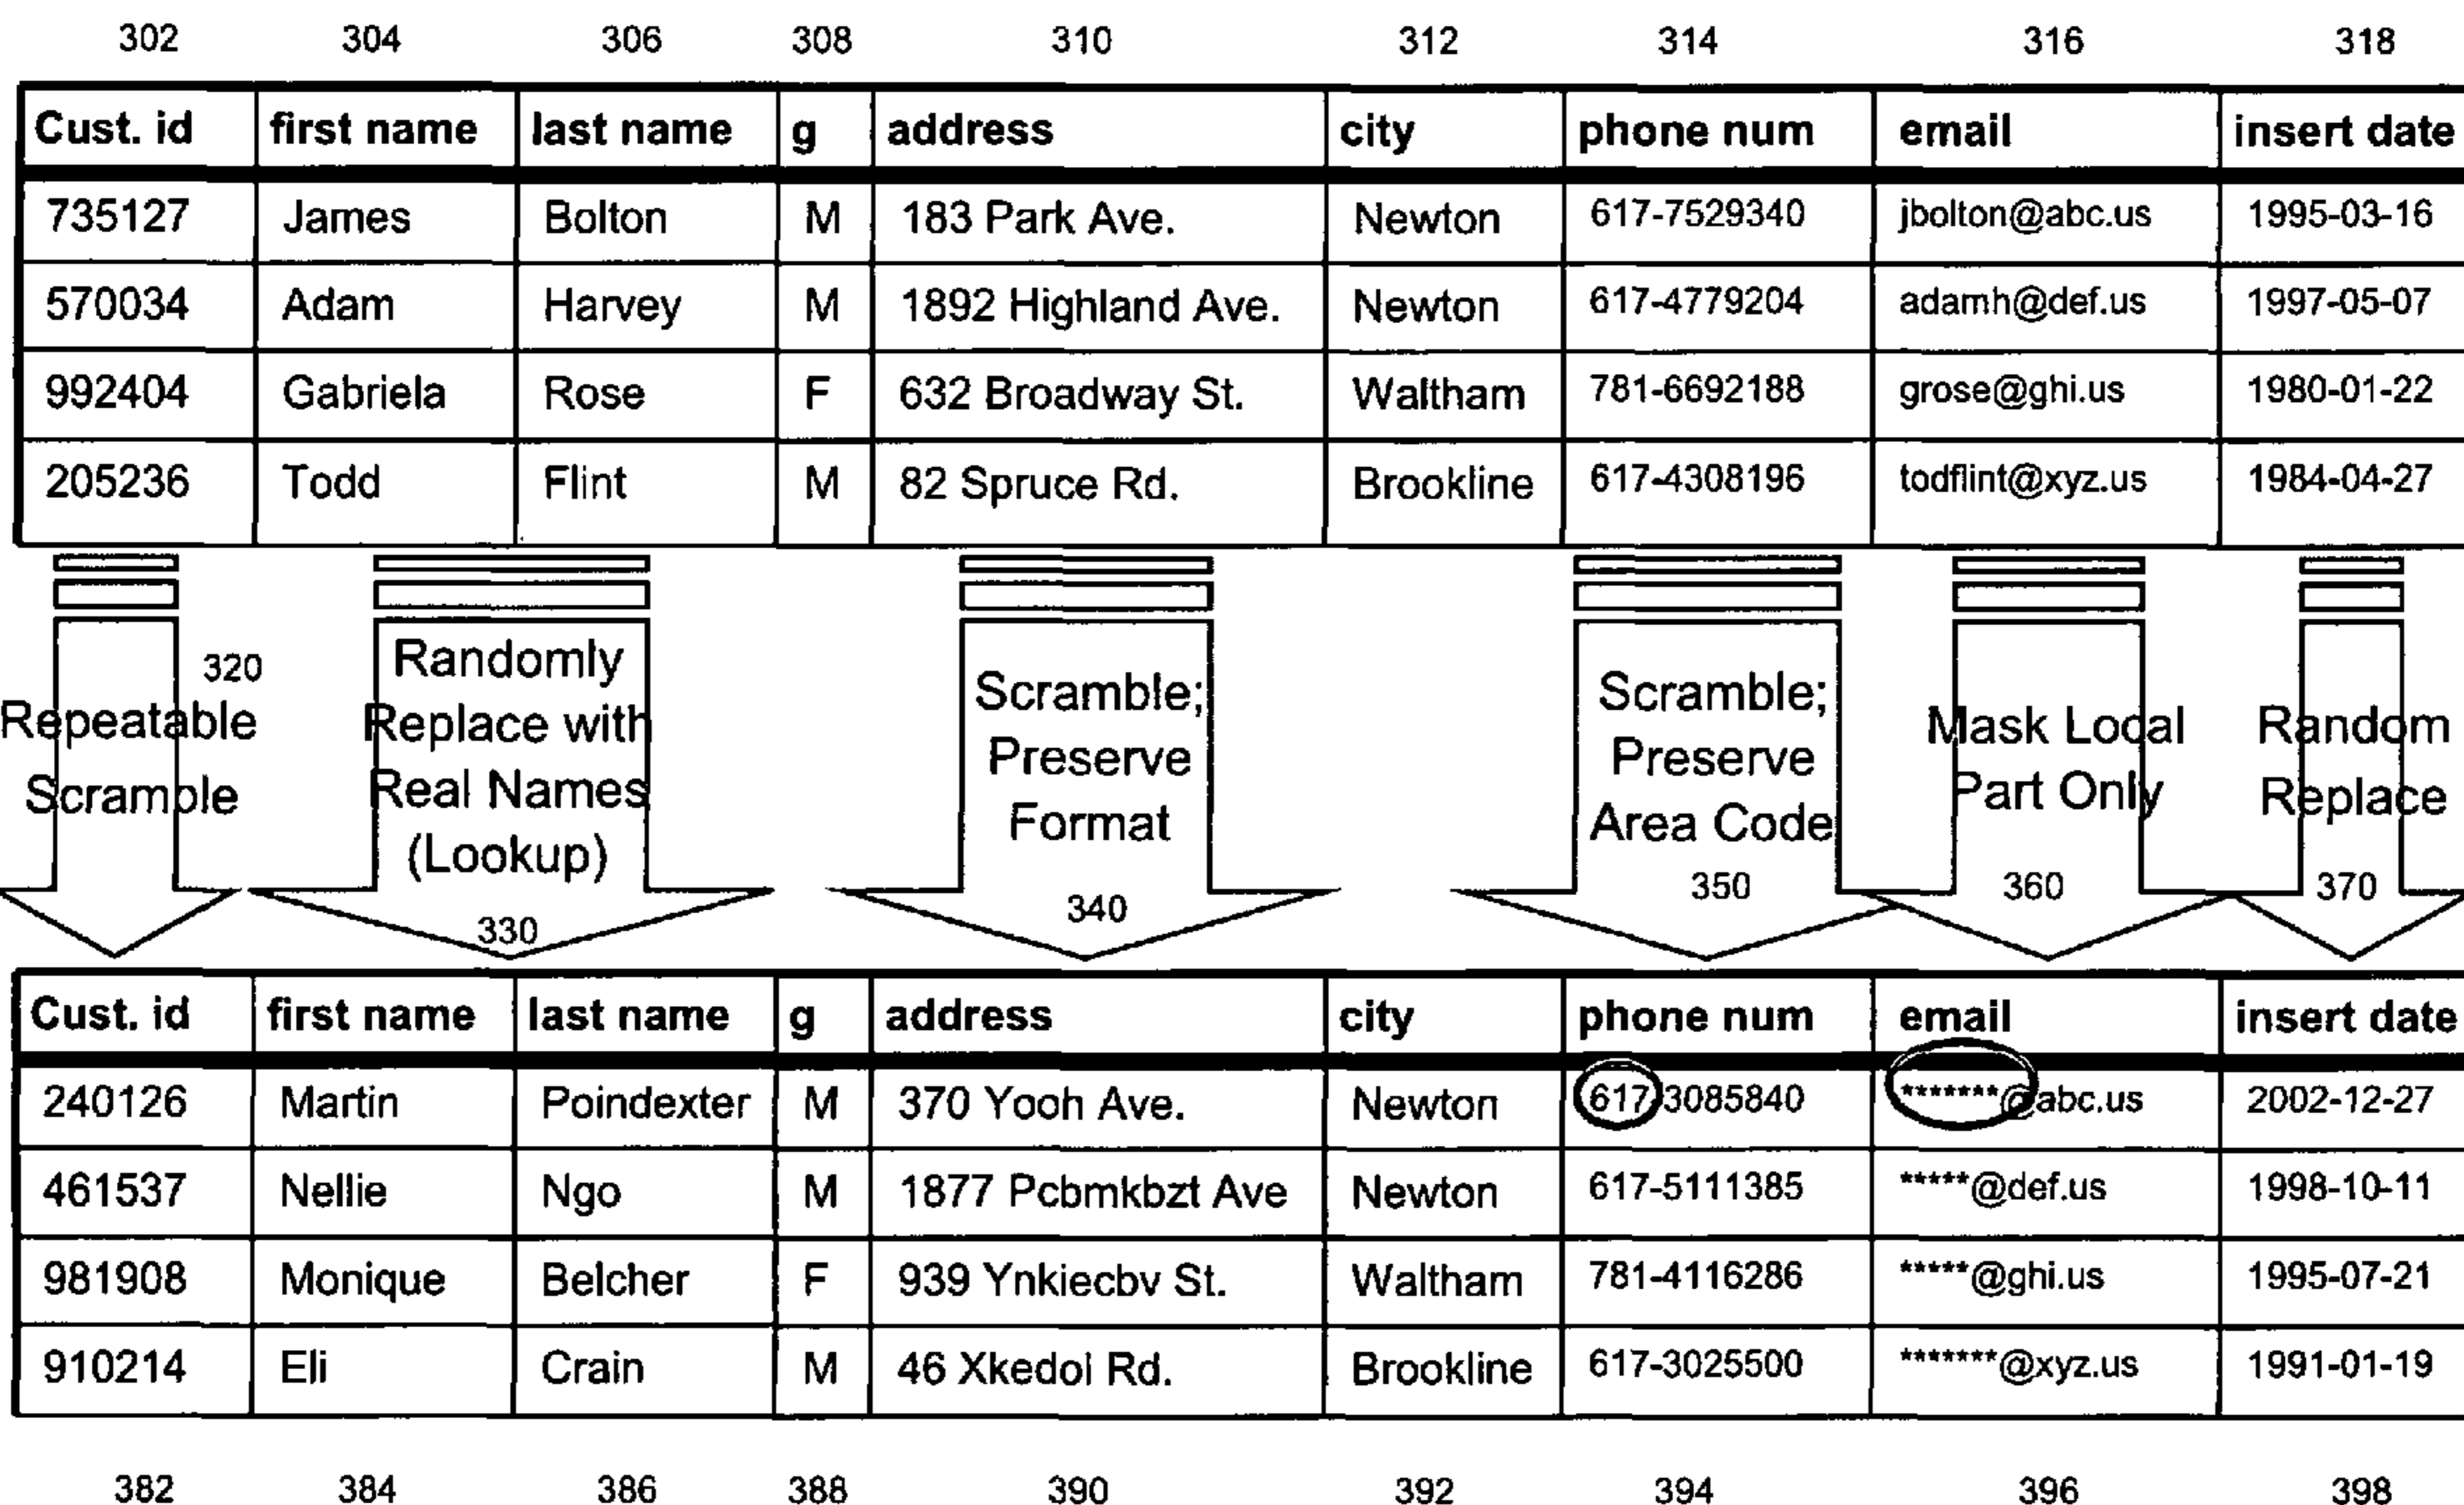 302 304 306 308 310 312 314 316 318
Cust. id first name last name g address city phone num email insert date
735127 James Bolton M 183 Park Ave. Newton 617-7529340 jbolton@abc.us 1995-03-16
570034 Adam Harvey M 1892 Highland Ave. Newton 617-4779204 adamh@def.us 1997-05-07
992404 Gabriela Rose F 632 Broadway St. Waltham 781-6692188 grose@ghi.us 1980-01-22
205236 Todd Flint M 82 Spruce Rd. Brookline 617-4308196 todflint@xyz.us 1984-04-27
320
Repeatable
Scramble
Randomly
Replace with
Real Names
(Lookup)
330
Scramble;
Preserve
Format
340
Scramble;
Preserve
Area Code
350
Mask Local
Part Only
360
Random
Replace
370
Cust. id first name last name g address city phone num email insert date
240126 Martin Poindexter M 370 Yooh Ave. Newton 617-3085840 *******@abc.us 2002-12-27
461537 Nellie Ngo M 1877 Pcbmkbzt Ave Newton 617-5111385 *****@def.us 1998-10-11
981908 Monique Belcher F 939 Ynkiecbv St. Waltham 781-4116286 *****@ghi.us 1995-07-21
910214 Eli Crain M 46 Xkedol Rd. Brookline 617-3025500 *******@xyz.us 1991-01-19
382 384 386 388 390 392 394 396 398